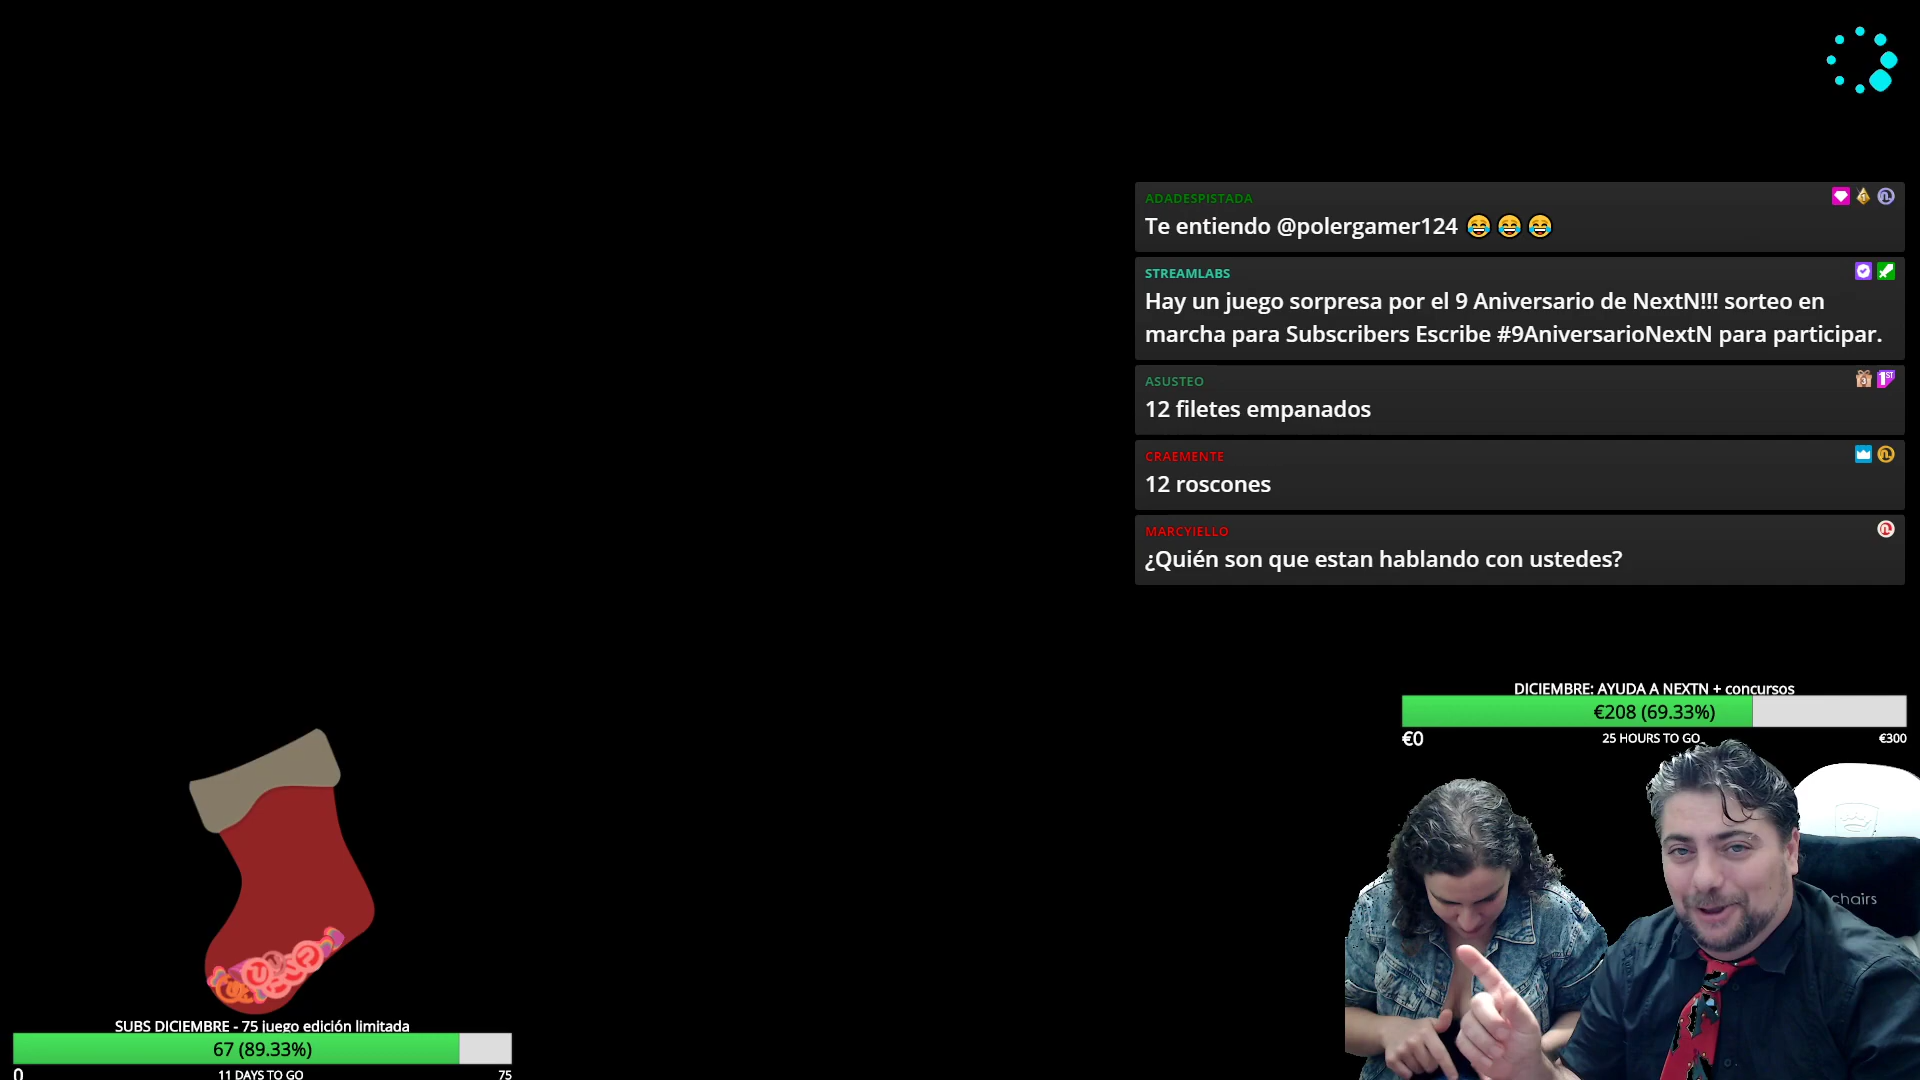 ADADESPISTADA
Te entiendo @polergamer124 😂 😂 😂
STREAMLABS
Hay un juego sorpresa por el 9 Aniversario de NextN!!! sorteo en
marcha para Subscribers Escribe #9AniversarioNextN para participar.
ASUSTEO
12 filetes empanados
CRAEMENTE
12 roscones
MARCYIELLO
¿Quién son que estan hablando con ustedes?
DICIEMBRE: AYUDA A NEXTN + concursos
€208 (69.33%)
€0 25 HOURS TO GO €300
chairs
SUBS DICIEMBRE - 75 juego edición limitada
67 (89.33%)
0 11 DAYS TO GO 75